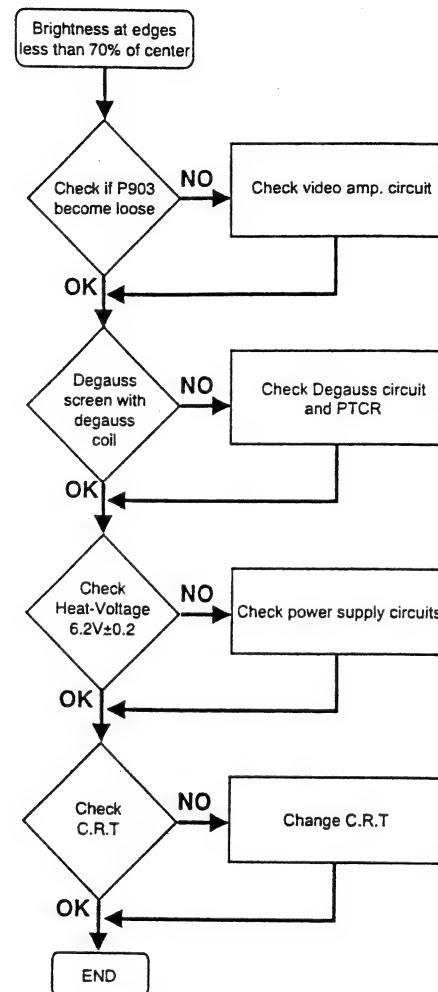 Brightness at edges
less than 70% of center
Check if P903
become loose
NO
Check video amp. circuit
OK
Degauss
screen with
degauss
coil
NO
Check Degauss circuit
and PTCR
OK
Check
Heat-Voltage
6.2V±0.2
NO
Check power supply circuits
OK
Check
C.R.T
NO
Change C.R.T
OK
END